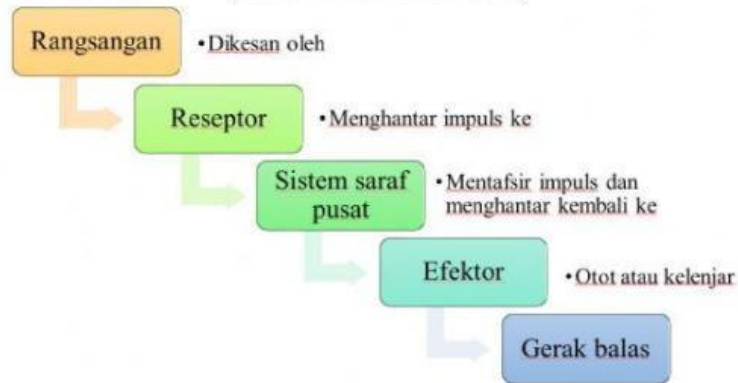 Rangsangan
•Dikesan oleh
Reseptor
•Menghantar impuls ke
Sistem saraf
pusat
•Mentafsir impuls dan
menghantar kembali ke
Efektor
•Otot atau kelenjar
Gerak balas